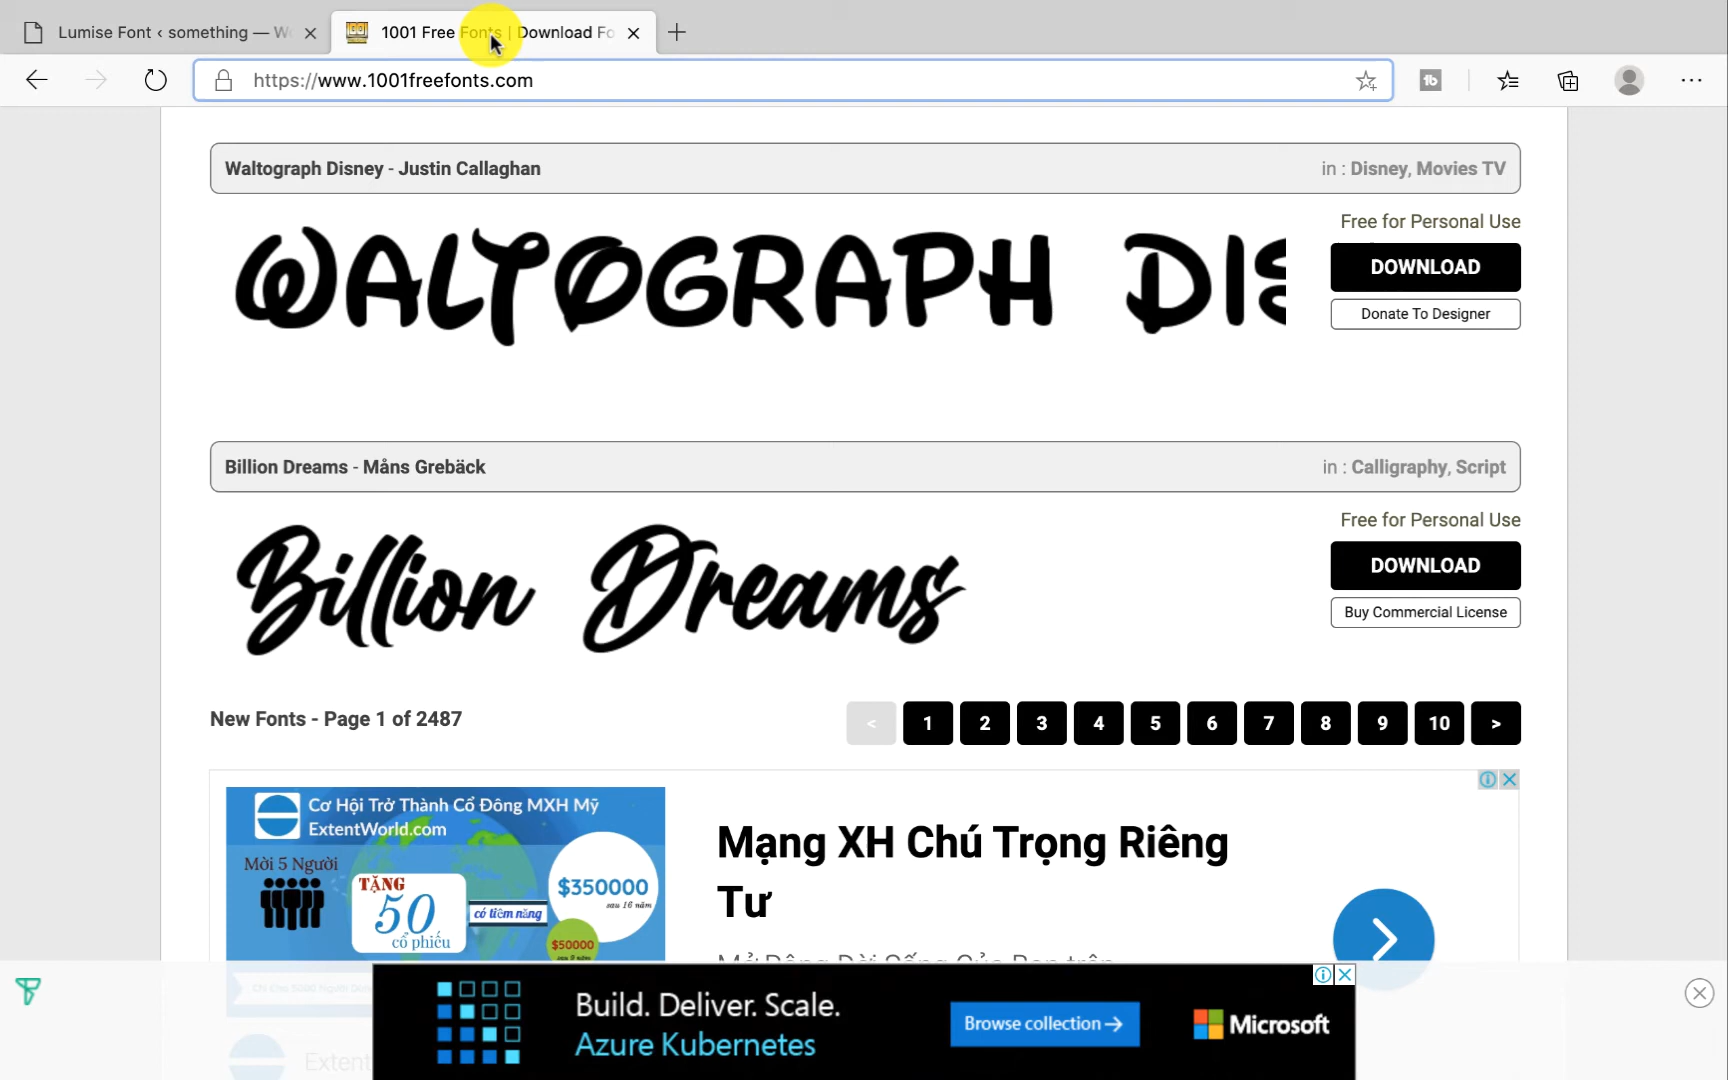 Lumise Font ‹ something — W
1001 Free Fonts | Download Fo
https://www.1001freefonts.com
Waltograph Disney - Justin Callaghan
in : Disney, Movies TV
WALTOGRAPH DIS
Free for Personal Use
DOWNLOAD
Donate To Designer
Billion Dreams - Måns Grebäck
in : Calligraphy, Script
Billion Dreams
Free for Personal Use
DOWNLOAD
Buy Commercial License
New Fonts - Page 1 of 2487
< 1 2 3 4 5 6 7 8 9 10 >
Cơ Hội Trở Thành Cổ Đông MXH Mỹ
ExtentWorld.com
Mời 5 Người
TẶNG
50
cổ phiếu
có tiềm năng
$350000
sau 16 năm
$50000
Mạng XH Chú Trọng Riêng
Tư
Extent
Build. Deliver. Scale.
Azure Kubernetes
Browse collection→
Microsoft